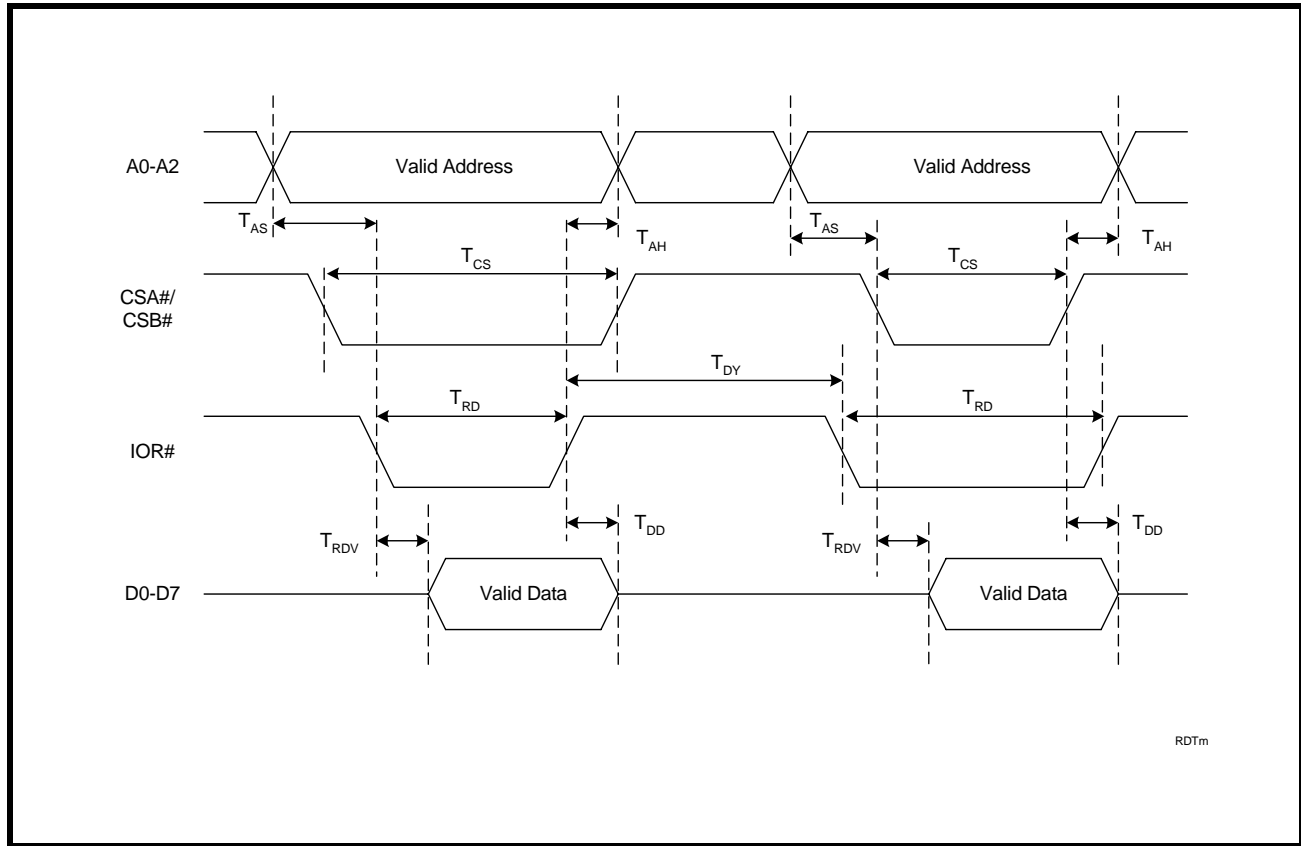 A0-A2
Valid Address
Valid Address
TAS
TAH
TAS
TAH
TCS
TCS
CSA#/
CSB#
TDY
TRD
TRD
IOR#
TRDV
TDD
TRDV
TDD
D0-D7
Valid Data
Valid Data
RDTm